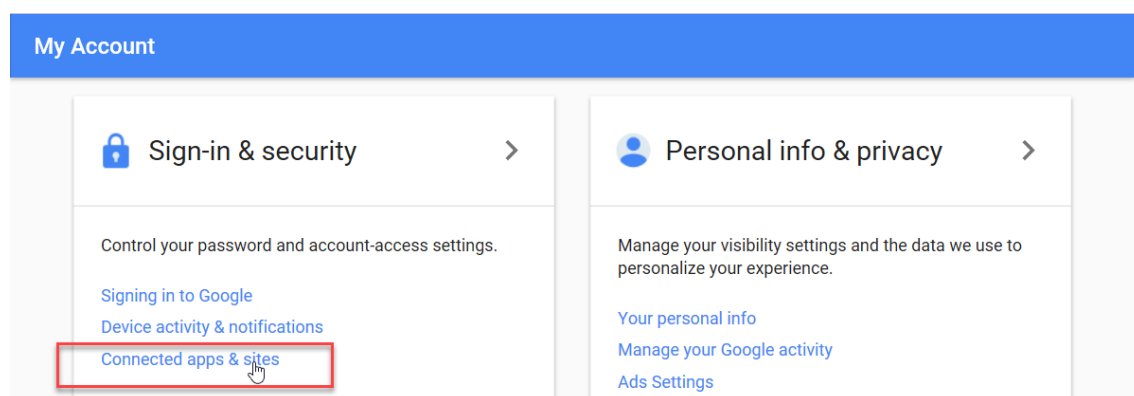 My Account
Sign-in & security
Control your password and account-access settings.
Signing in to Google
Device activity & notifications
Connected apps & sites
Personal info & privacy
Manage your visibility settings and the data we use to
personalize your experience.
Your personal info
Manage your Google activity
Ads Settings